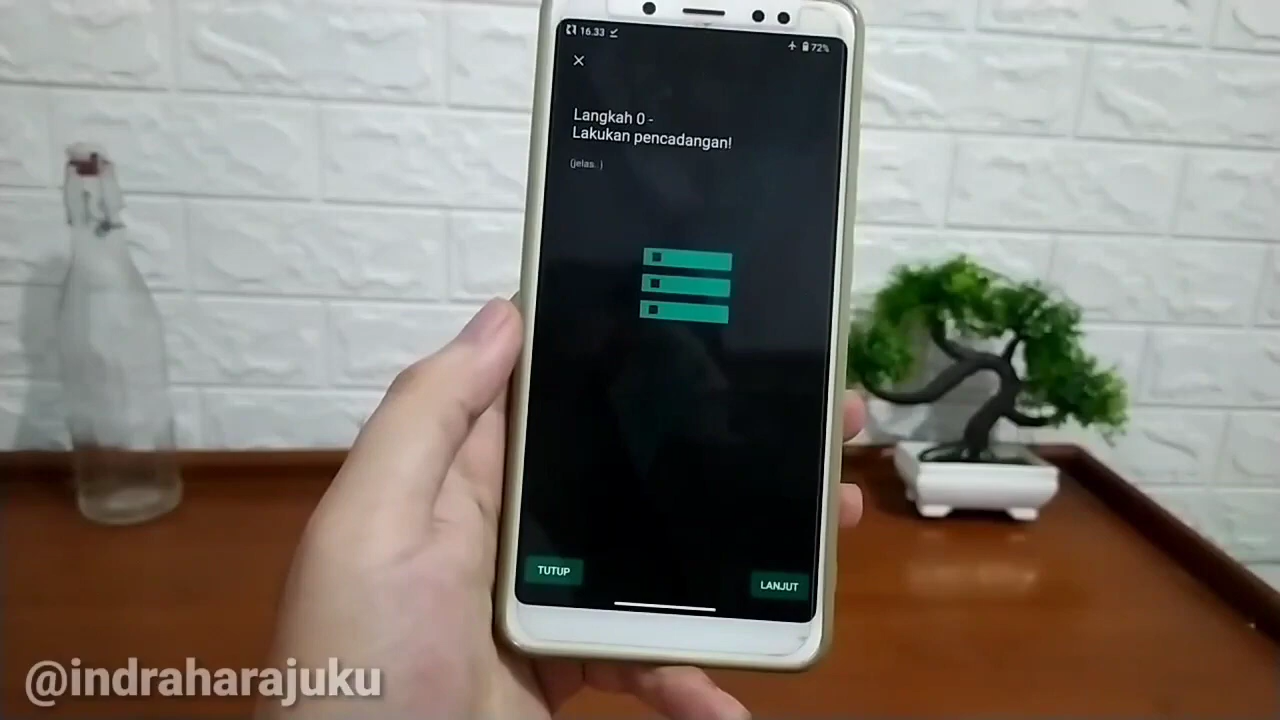 16.33
72%
Langkah 0 -
Lakukan pencadangan!
(jelas..)
TUTUP
LANJUT
@indraharajuku